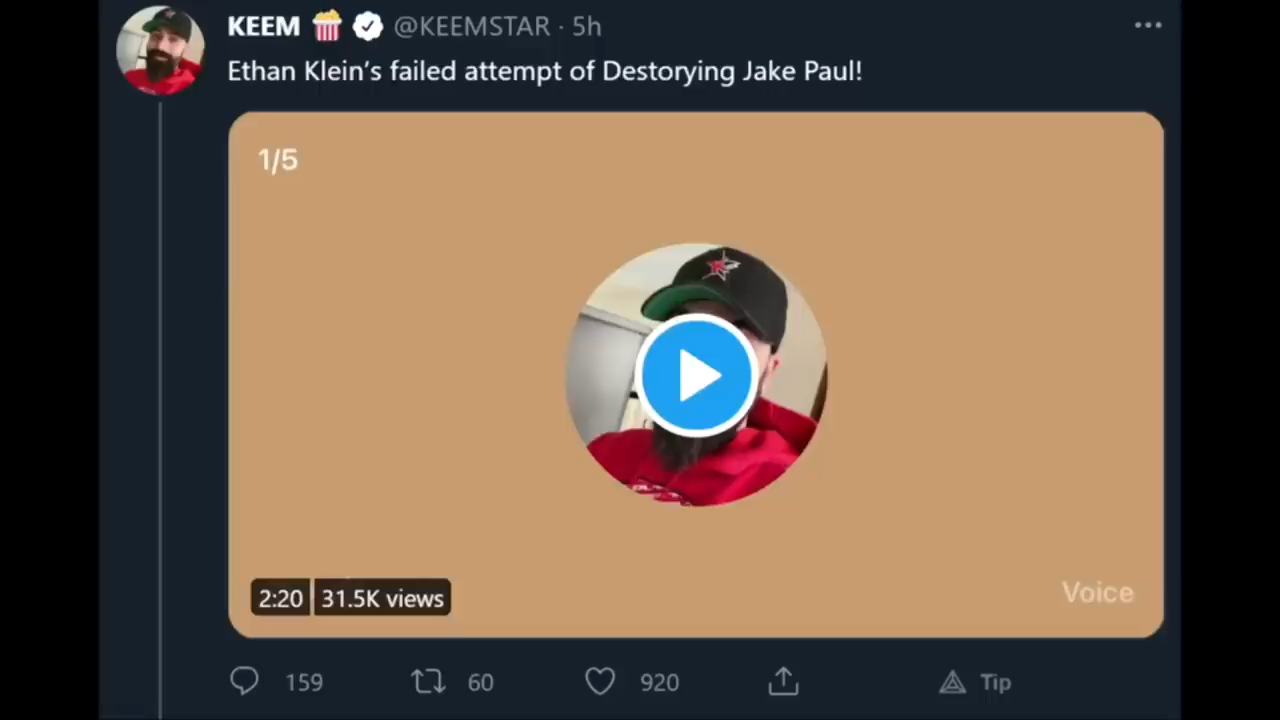 KEEM 🍿 @KEEMSTAR · 5h
Ethan Klein’s failed attempt of Destorying Jake Paul!
1/5
2:20 31.5K views
Voice
159 60 920 Tip